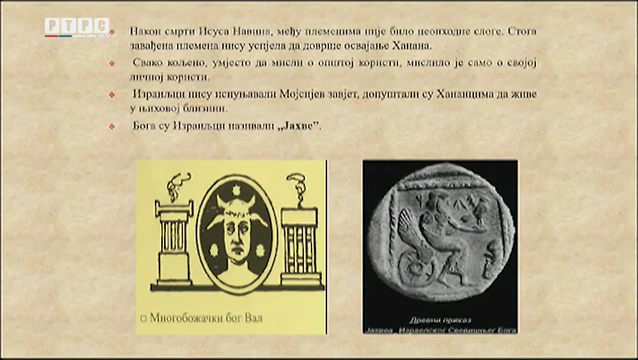 РТРС
Након смрти Исуса Навина, међу племенима није било неопходне слоге. Стога
завађена племена нису успјела да доврше освајање Ханана.
Свако кољено, умјесто да мисли о општој користи, мислило је само о својој
личној користи.
Израиљци нису испуњавали Мојсијев завјет, допуштали су Хананцима да живе
у њиховој близини.
Бога су Израиљци називали „Јахве”.
Многобожачки бог Вал
Древни приказ
Јахвеа Израелског Свевишњег Бога